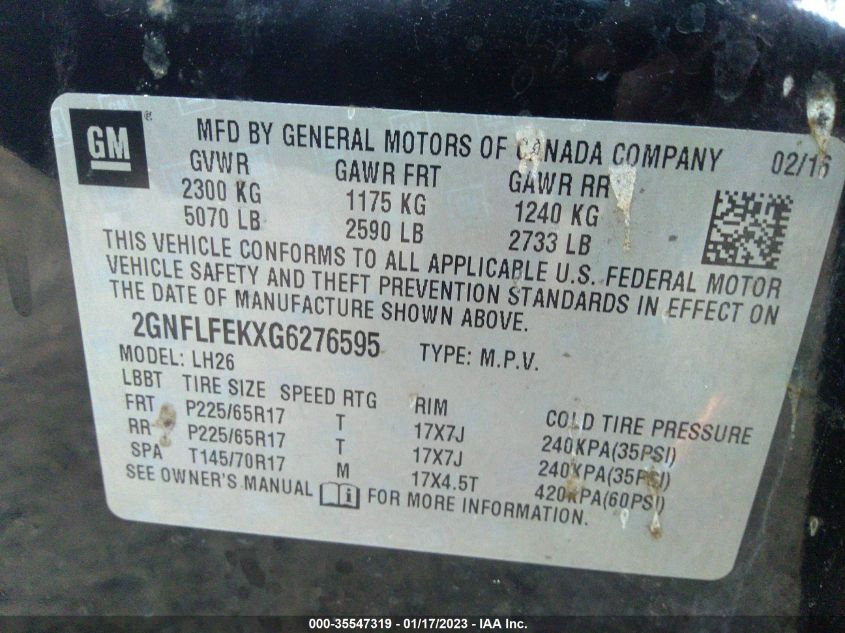 GM
MFD BY GENERAL MOTORS OF CANADA COMPANY 02/16
GVWR GAWR FRT GAWR RR
2300 KG 1175 KG 1240 KG
5070 LB 2590 LB 2733 LB
THIS VEHICLE CONFORMS TO ALL APPLICABLE U.S. FEDERAL MOTOR
VEHICLE SAFETY AND THEFT PREVENTION STANDARDS IN EFFECT ON
THE DATE OF MANUFACTURE SHOWN ABOVE.
2GNFLFEKXG6276595 TYPE: M.P.V.
MODEL: LH26
LBBT TIRE SIZE SPEED RTG RIM COLD TIRE PRESSURE
FRT P225/65R17 T 17X7J 240KPA(35PSI)
RR P225/65R17 T 17X7J 240KPA(35PSI)
SPA T145/70R17 M 17X4.5T 420KPA(60PSI)
SEE OWNER'S MANUAL FOR MORE INFORMATION.
000-35547319 - 01/17/2023 - IAA Inc.